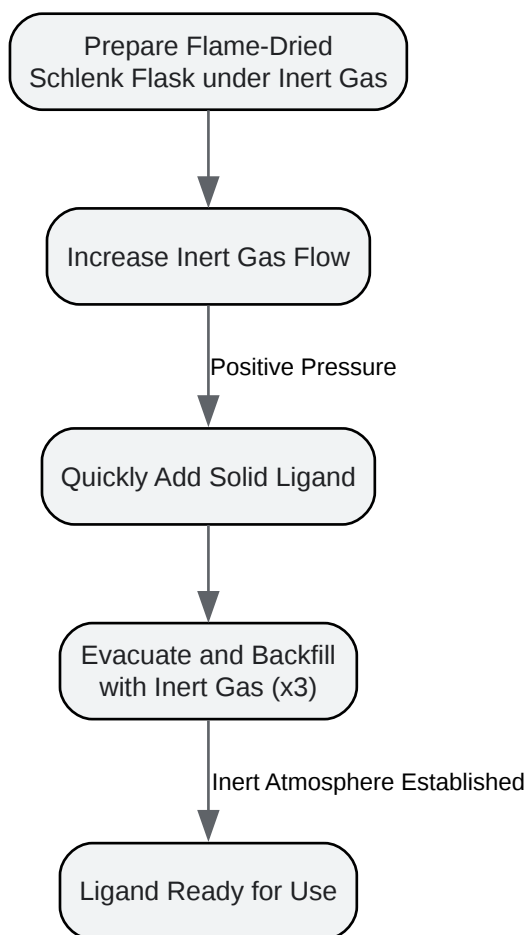 Prepare Flame-Dried
Schlenk Flask under Inert Gas
Increase Inert Gas Flow
Positive Pressure
Quickly Add Solid Ligand
Evacuate and Backfill
with Inert Gas (x3)
Inert Atmosphere Established
Ligand Ready for Use